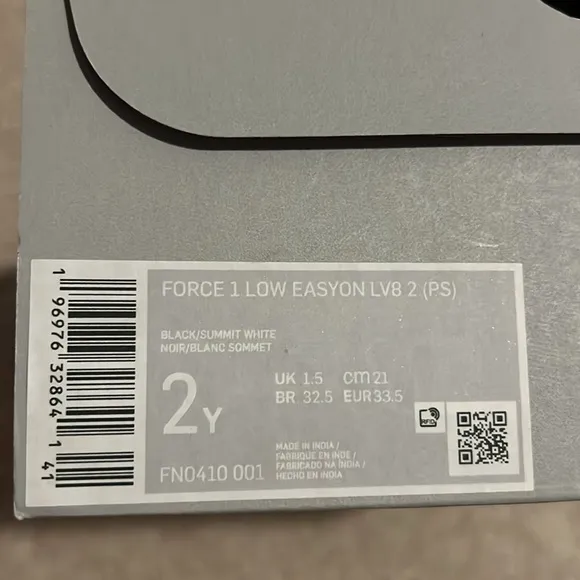 FORCE 1 LOW EASYON LV8 2 (PS)
BLACK/SUMMIT WHITE
NOIR/BLANC SOMMET
2Y
UK 1.5 cm 21
BR. 32.5 EUR 33.5
RFID
MADE IN INDIA /
FABRIQUE EN INDE /
FABRICADO NA ÍNDIA /
HECHO EN INDIA
FN0410 001
1 96976 32864 1 41